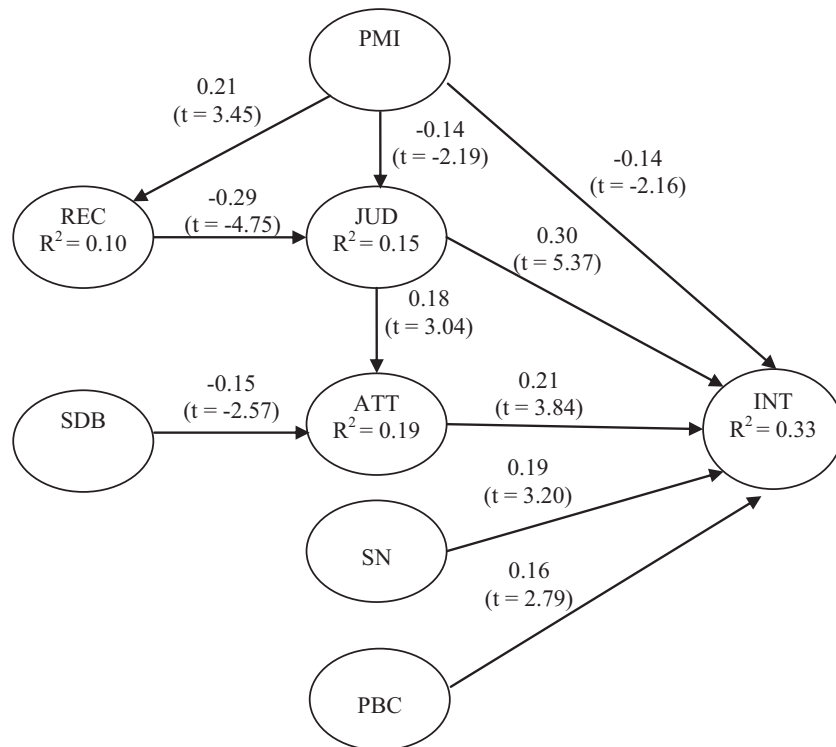 PMI
0.21
(t = 3.45)
-0.14
(t = -2.19)
-0.14
(t = -2.16)
REC
R² = 0.10
-0.29
(t = -4.75)
JUD
R² = 0.15
0.30
(t = 5.37)
0.18
(t = 3.04)
SDB
-0.15
(t = -2.57)
ATT
R² = 0.19
0.21
(t = 3.84)
INT
R² = 0.33
0.19
(t = 3.20)
SN
0.16
(t = 2.79)
PBC